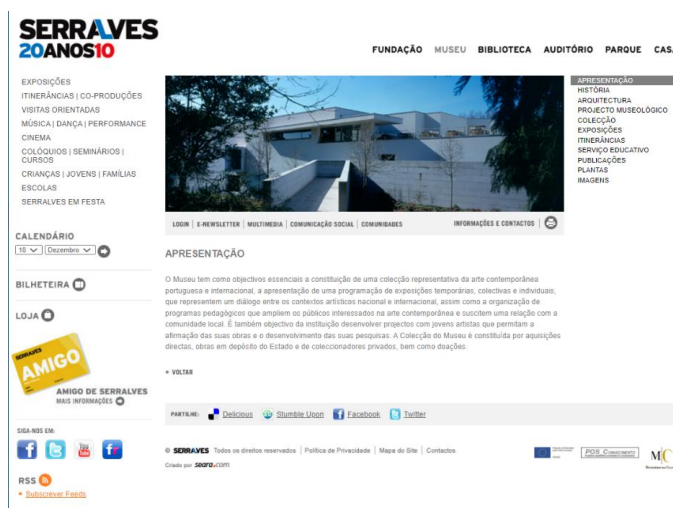 SERRALVES
20ANOS10
FUNDAÇÃO MUSEU BIBLIOTECA AUDITÓRIO PARQUE CASA
EXPOSIÇÕES
ITINERÂNCIAS | CO-PRODUÇÕES
VISITAS ORIENTADAS
MÚSICA | DANÇA | PERFORMANCE
CINEMA
COLÓQUIOS | SEMINÁRIOS |
CURSOS
CRIANÇAS | JOVENS | FAMÍLIAS
ESCOLAS
SERRALVES EM FESTA
CALENDÁRIO
18 Dezembro
BILHETEIRA
LOJA
SERRALVES
AMIGO
AMIGO DE SERRALVES
MAIS INFORMAÇÕES
SIGA-NOS EM:
You Tube
RSS
Subscrever Feeds
APRESENTAÇÃO
HISTÓRIA
ARQUITECTURA
PROJECTO MUSEOLÓGICO
COLECÇÃO
EXPOSIÇÕES
ITINERÂNCIAS
SERVIÇO EDUCATIVO
PUBLICAÇÕES
PLANTAS
IMAGENS
LOGIN | E-NEWSLETTER | MULTIMEDIA | COMUNICAÇÃO SOCIAL | COMUNIDADES INFORMAÇÕES E CONTACTOS |
APRESENTAÇÃO
O Museu tem como objectivos essenciais a constituição de uma colecção representativa da arte contemporânea
portuguesa e internacional, a apresentação de uma programação de exposições temporárias, colectivas e individuais,
que representem um diálogo entre os contextos artísticos nacional e internacional, assim como a organização de
programas pedagógicos que ampliem os públicos interessados na arte contemporânea e suscitem uma relação com a
comunidade local. É também objectivo da instituição desenvolver projectos com jovens artistas que permitam a
afirmação das suas obras e o desenvolvimento das suas pesquisas. A Colecção do Museu é constituída por aquisições
directas, obras em depósito do Estado e de coleccionadores privados, bem como doações.
VOLTAR
PARTILHE: Delicious Stumble Upon Facebook Twitter
© SERRALVES Todos os direitos reservados | Política de Privacidade | Mapa do Site | Contactos
Criado por seara.com
POS_Conhecimento
MC